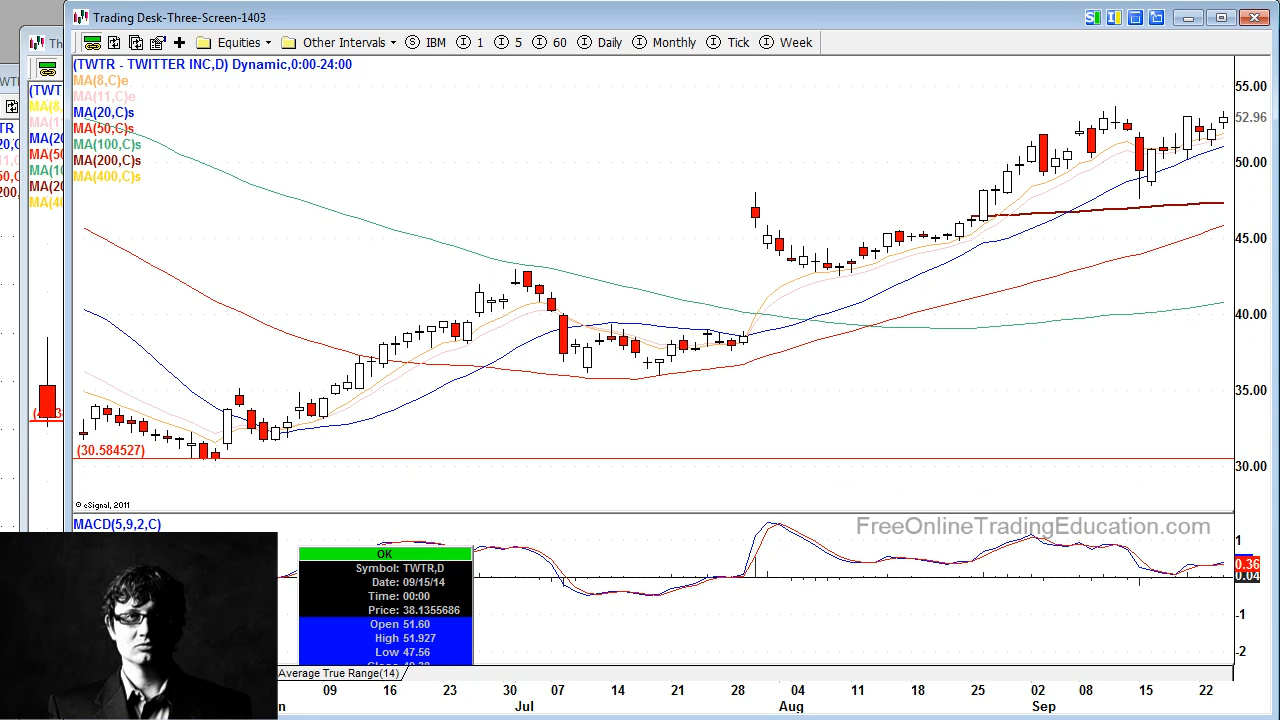 Trading Desk-Three-Screen-1403
Equities Other Intervals IBM 1 5 60 Daily Monthly Tick Week
(TWTR - TWITTER INC,D) Dynamic,0:00-24:00
MA(8,C)e
MA(11,C)e
MA(20,C)s
MA(50,C)s
MA(100,C)s
MA(200,C)s
MA(400,C)s
55.00
52.96
50.00
45.00
40.00
35.00
30.00
(30.584527)
© eSignal, 2011
MACD(5,9,2,C)
FreeOnlineTradingEducation.com
1
0.36
0.04
-1
-2
OK
Symbol: TWTR,D
Date: 09/15/14
Time: 00:00
Price: 38.1355686
Open 51.60
High 51.927
Low 47.56
Average True Range(14)
09 16 23 30 07 14 21 28 04 11 18 25 02 08 15 22
Jul Aug Sep